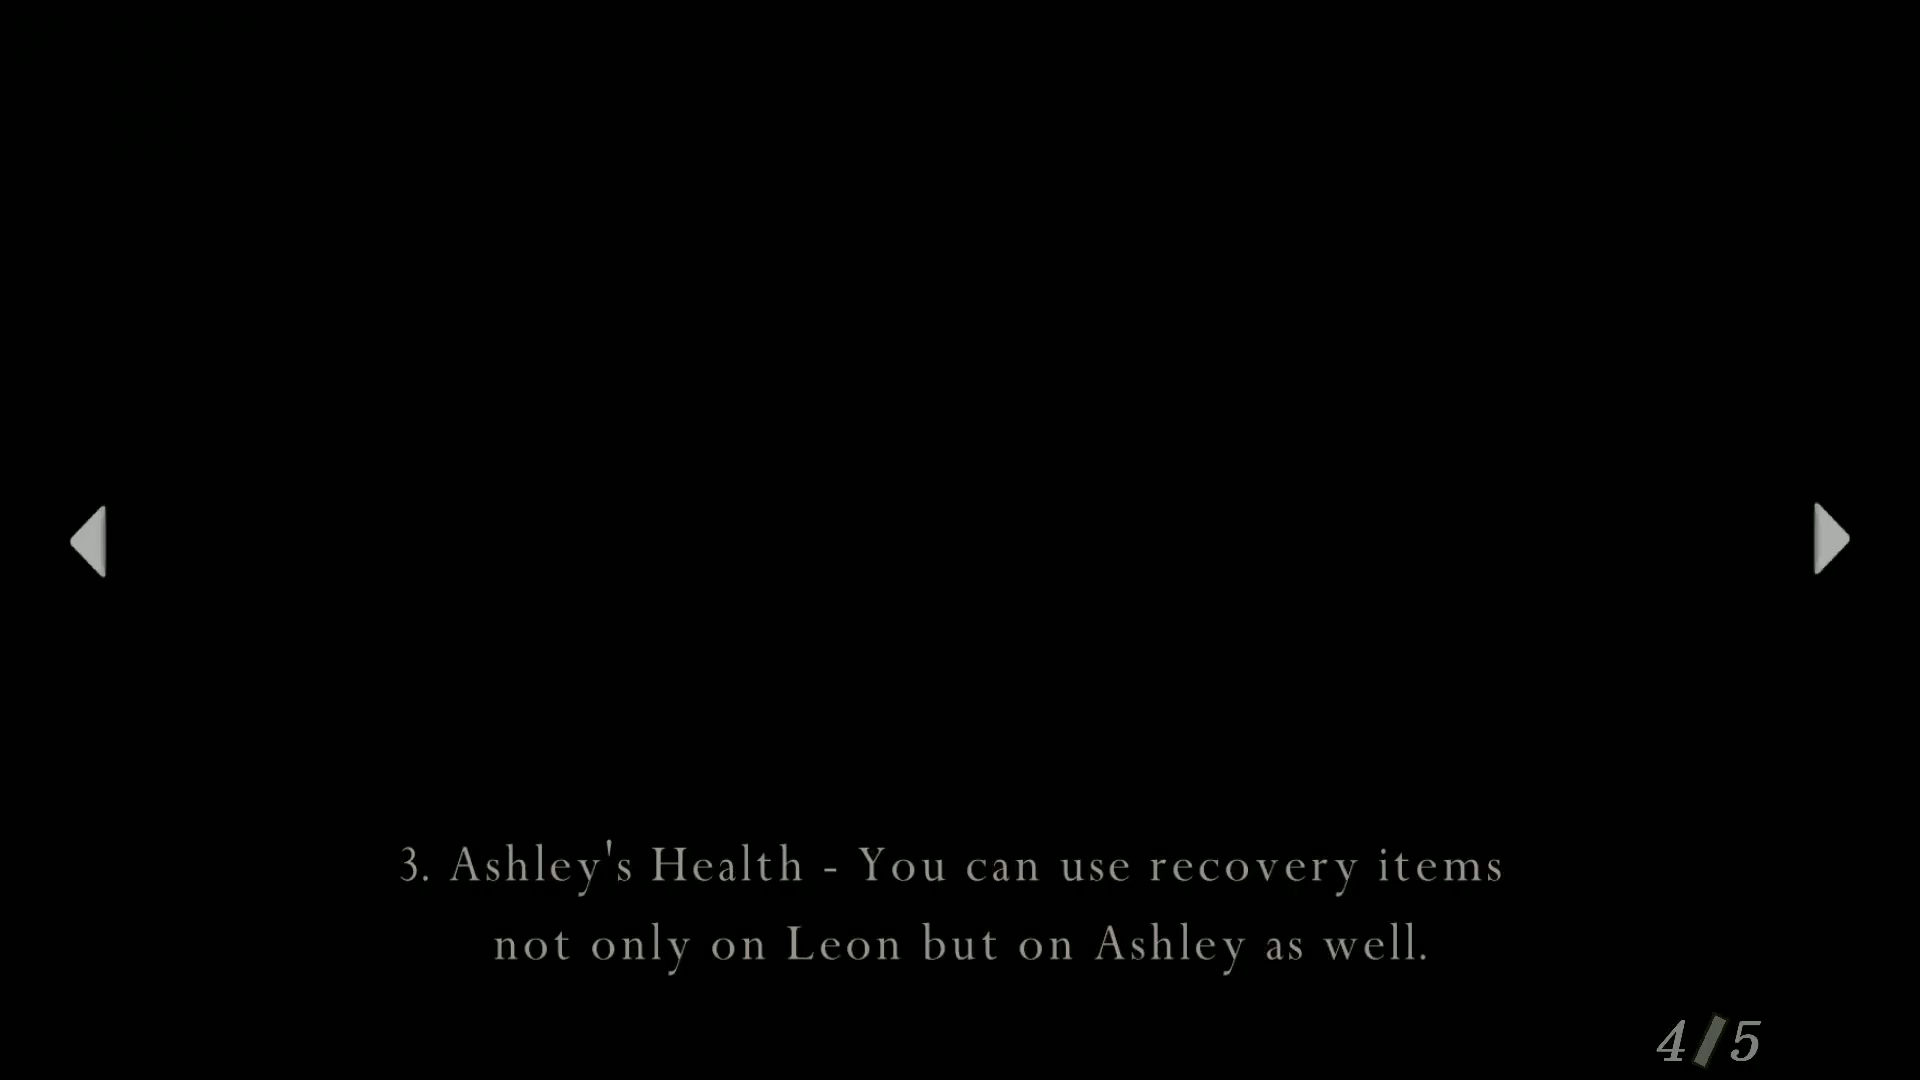 3. Ashley's Health - You can use recovery items
not only on Leon but on Ashley as well.
4/5